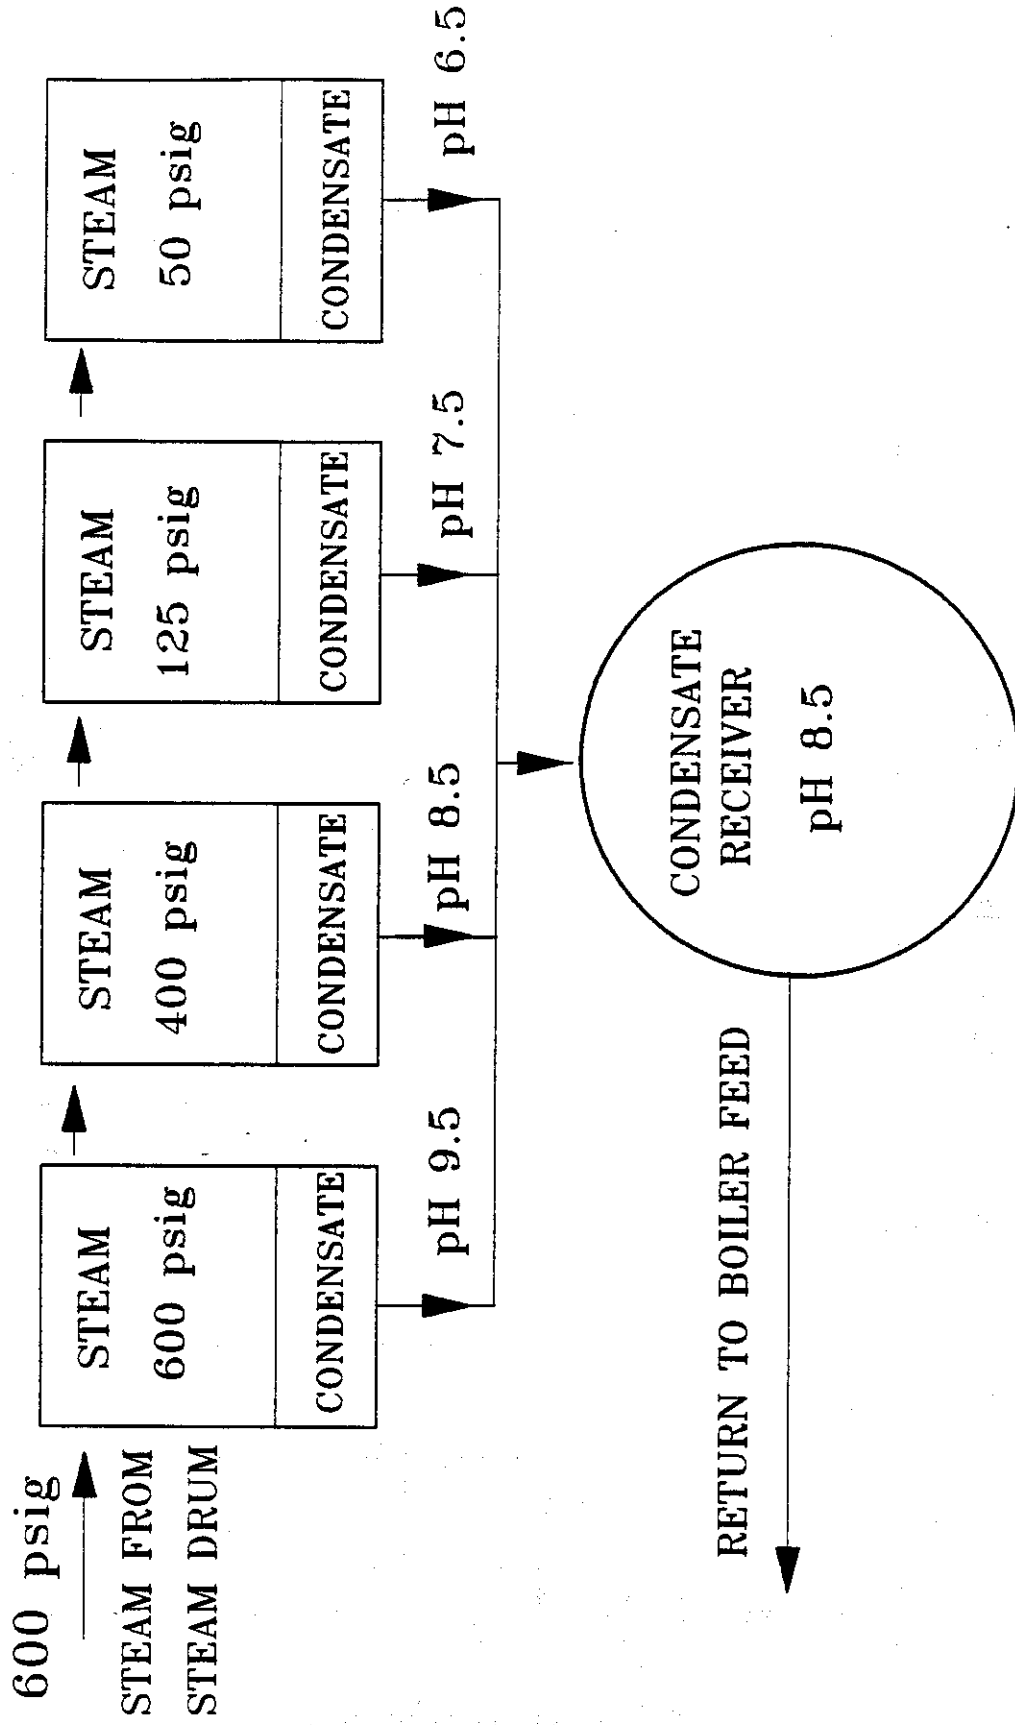 600 psig
STEAM FROM
STEAM DRUM
STEAM
600 psig
CONDENSATE
pH 9.5
STEAM
400 psig
CONDENSATE
pH 8.5
STEAM
125 psig
CONDENSATE
pH 7.5
STEAM
50 psig
CONDENSATE
pH 6.5
CONDENSATE
RECEIVER
pH 8.5
RETURN TO BOILER FEED